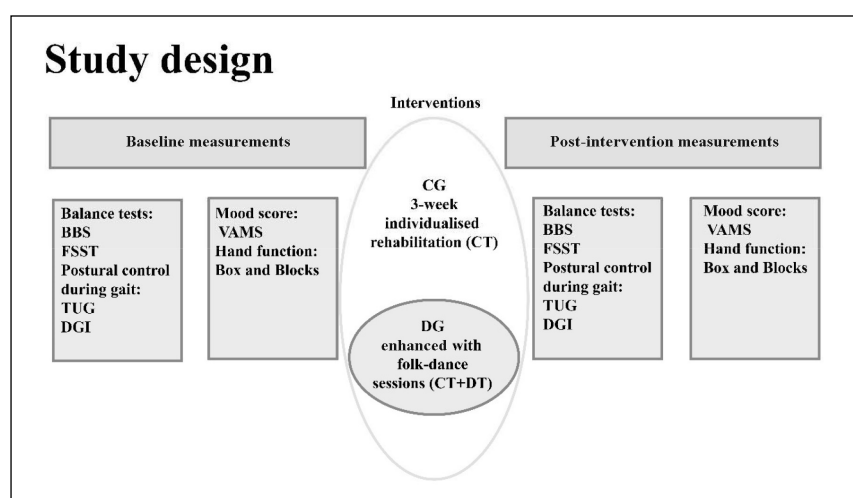 Study design
Interventions
Baseline measurements
Post-intervention measurements
Balance tests:
BBS
FSST
Postural control
during gait:
TUG
DGI
Mood score:
VAMS
Hand function:
Box and Blocks
CG
3-week
individualised
rehabilitation (CT)
DG
enhanced with
folk-dance
sessions (CT+DT)
Balance tests:
BBS
FSST
Postural control
during gait:
TUG
DGI
Mood score:
VAMS
Hand function:
Box and Blocks